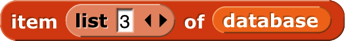 item list 3 of database